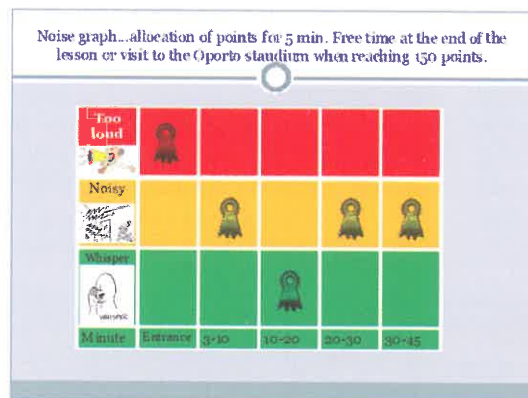 Noise graph...allocation of points for 5 min. Free time at the end of the
lesson or visit to the Oporto staudium when reaching 150 points.
Too
loud
Noisy
Whisper
WHISPER
Minute Entrance 3-10 10-20 20-30 30-45